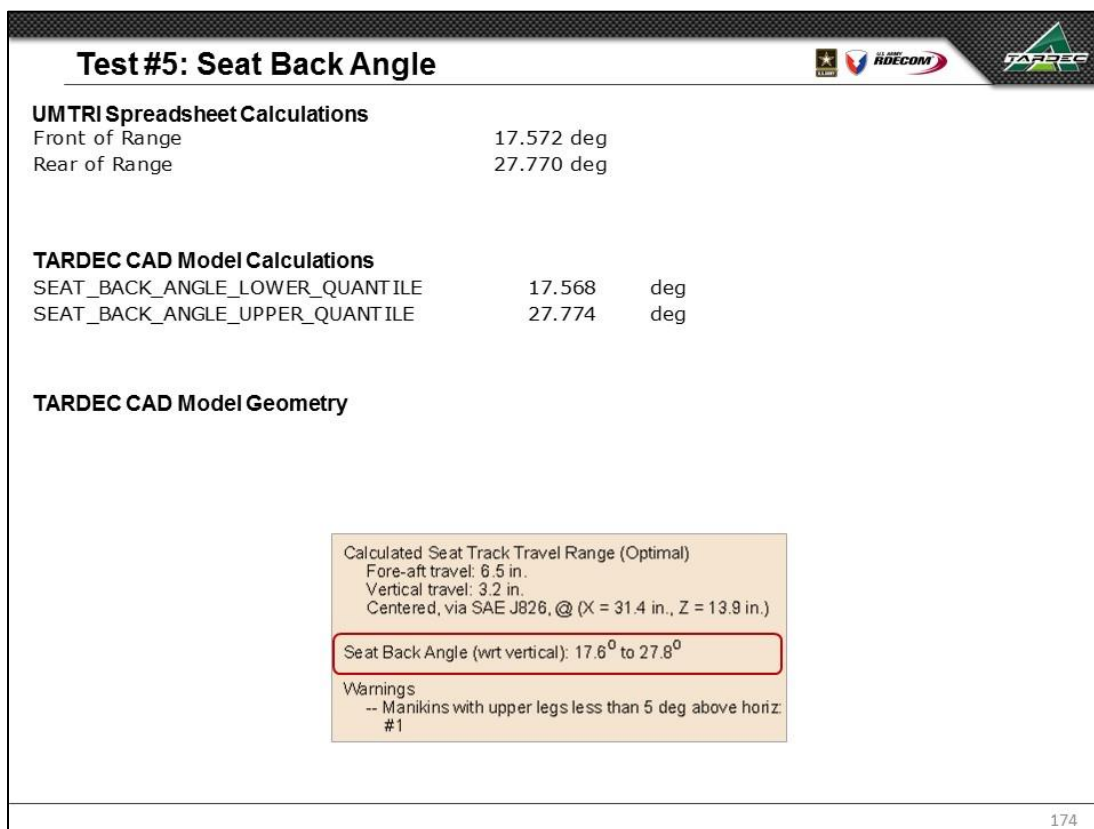 Test #5: Seat Back Angle
U.S. ARMY
U.S. ARMY
RDECOM
TARDEC
UMTRI Spreadsheet Calculations
Front of Range 17.572 deg
Rear of Range 27.770 deg
TARDEC CAD Model Calculations
SEAT_BACK_ANGLE_LOWER_QUANTILE 17.568 deg
SEAT_BACK_ANGLE_UPPER_QUANTILE 27.774 deg
TARDEC CAD Model Geometry
Calculated Seat Track Travel Range (Optimal)
Fore-aft travel: 6.5 in.
Vertical travel: 3.2 in.
Centered, via SAE J826, @ (X = 31.4 in., Z = 13.9 in.)
Seat Back Angle (wrt vertical): 17.6° to 27.8°
Warnings
-- Manikins with upper legs less than 5 deg above horiz:
#1
174